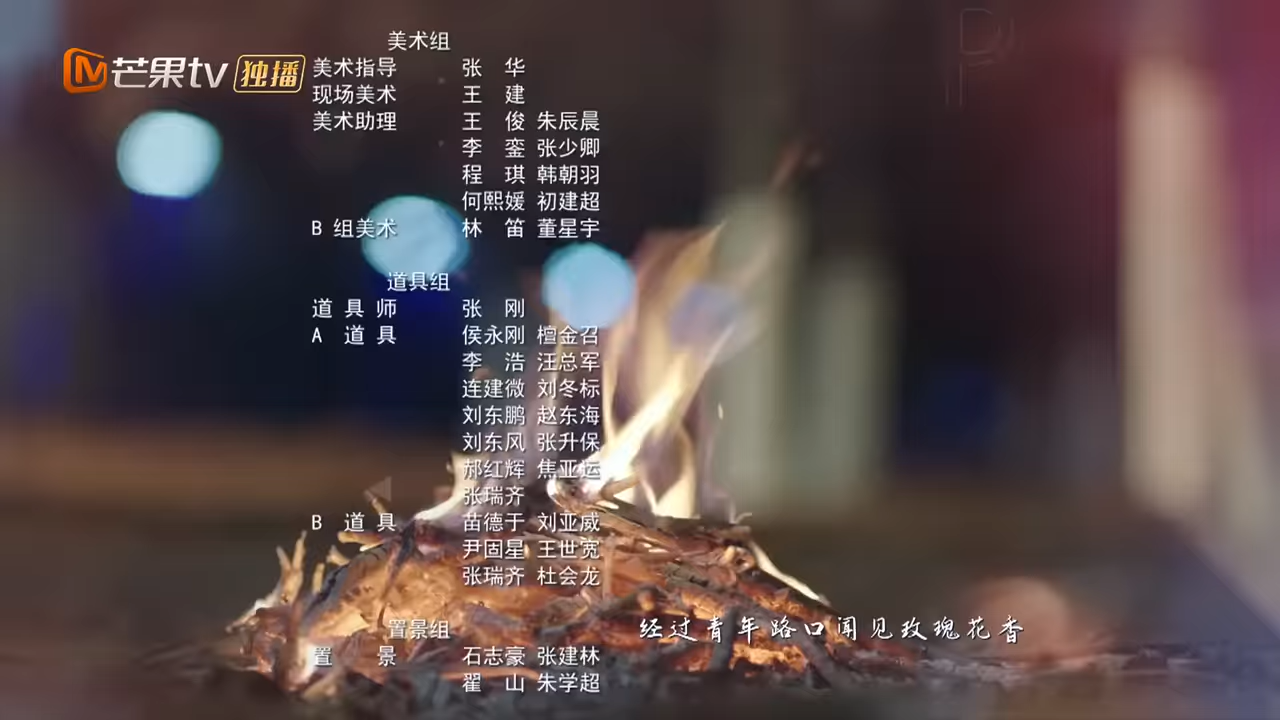 芒果tv 独播
美术组
美术指导 张 华
现场美术 王 建
美术助理 王 俊 朱辰晨
李 銮 张少卿
程 琪 韩朝羽
何熙媛 初建超
B 组美术 林 笛 董星宇
道具组
道 具 师 张 刚
A 道 具 侯永刚 檀金召
李 浩 汪总军
连建微 刘冬标
刘东鹏 赵东海
刘东风 张升保
郝红辉 焦亚运
张瑞齐
B 道 具 苗德于 刘亚威
尹固星 王世宽
张瑞齐 杜会龙
置景组
置 景 石志豪 张建林
翟 山 朱学超
经过青年路口闻见玫瑰花香